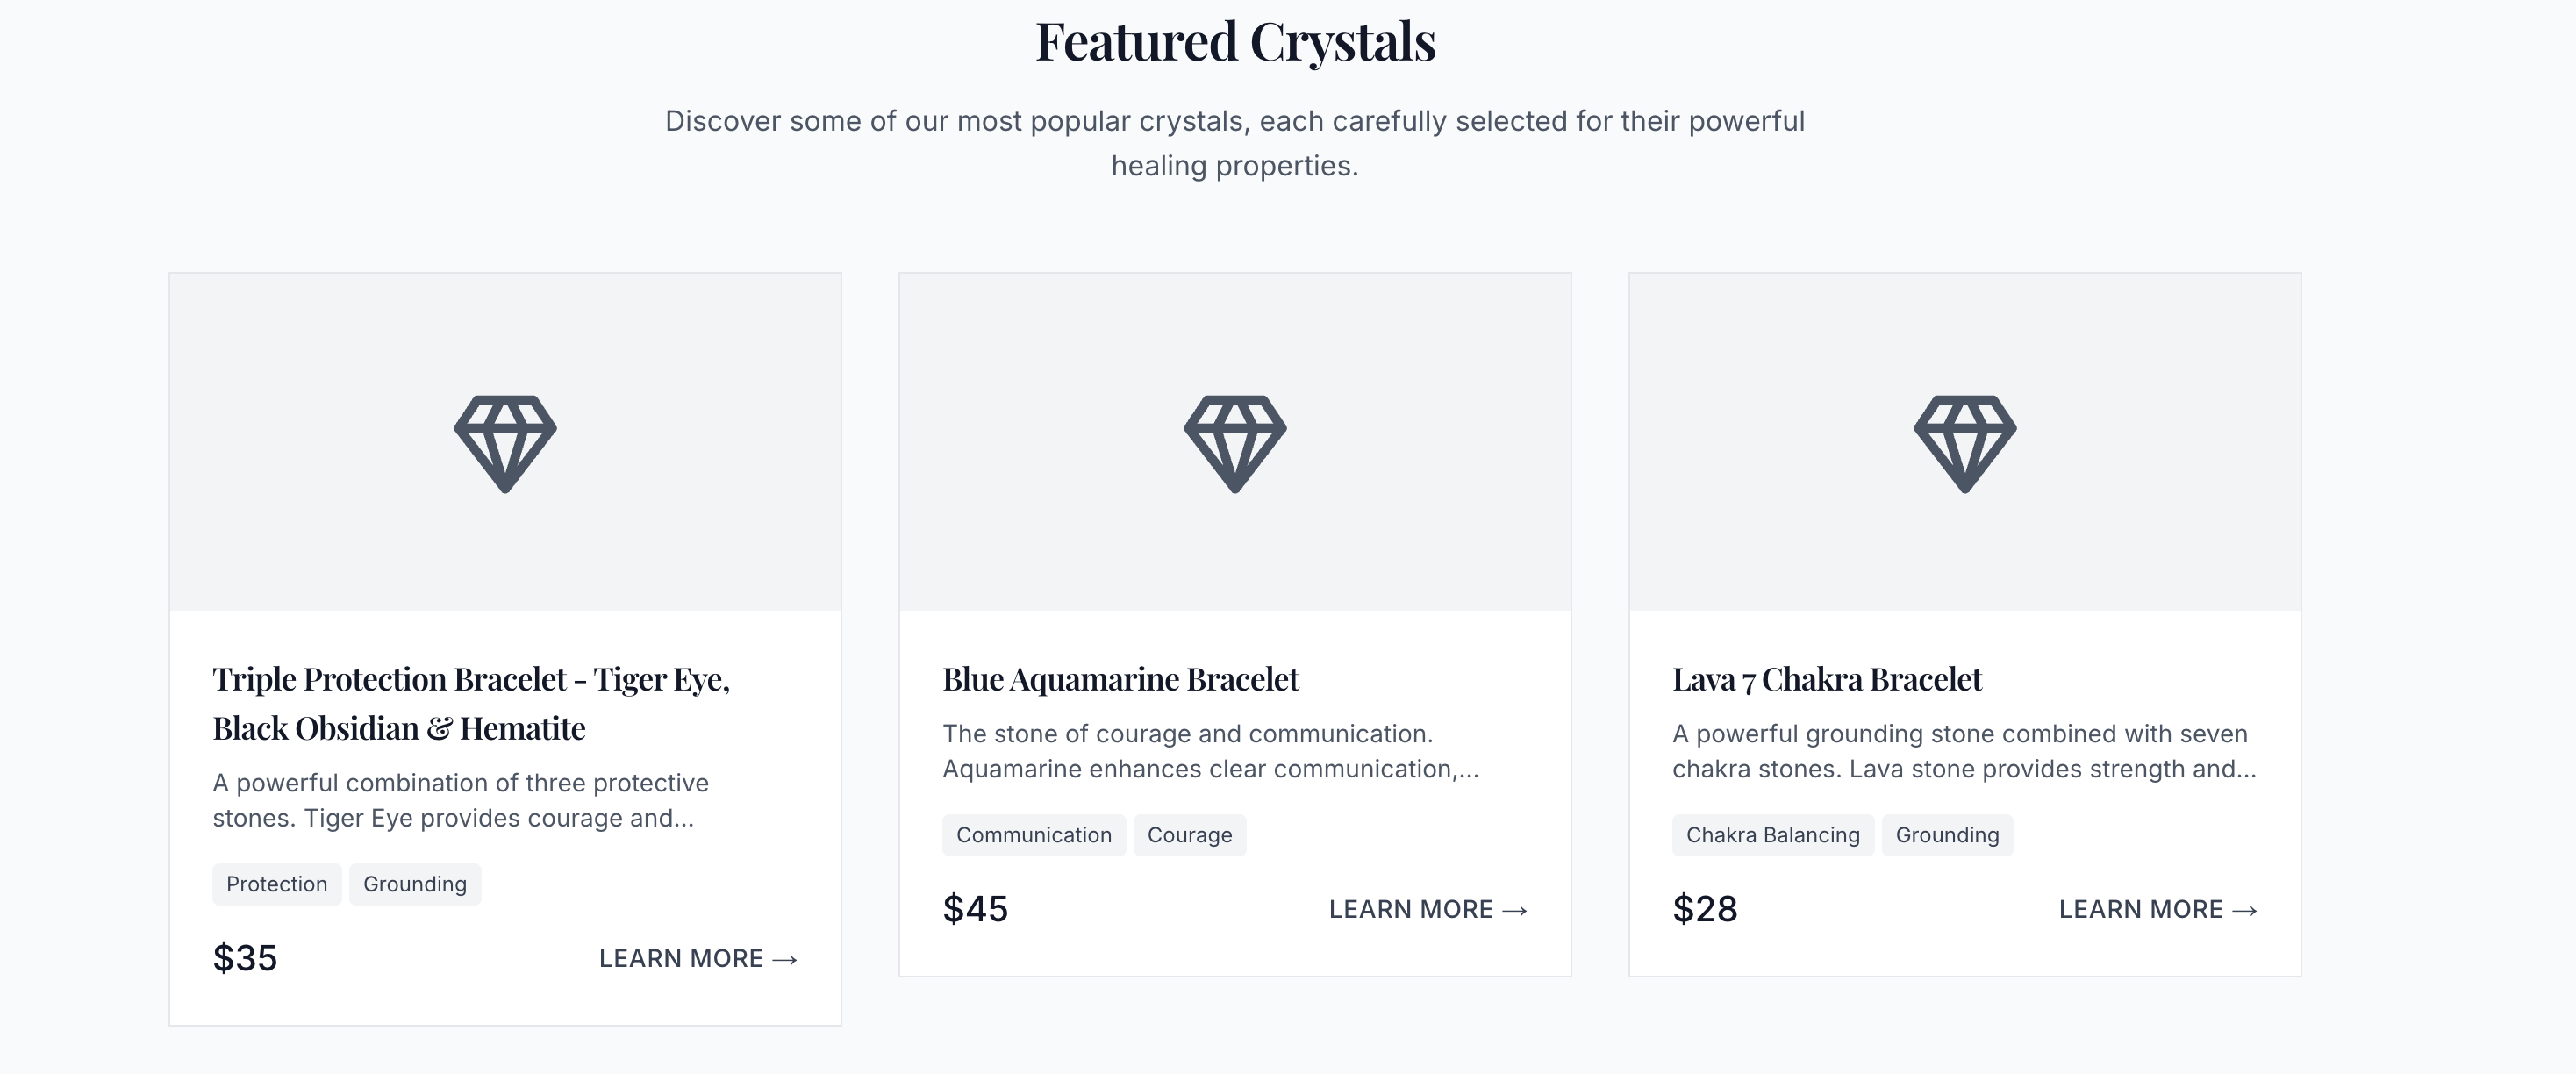 Featured Crystals
Discover some of our most popular crystals, each carefully selected for their powerful
healing properties.
Triple Protection Bracelet - Tiger Eye,
Black Obsidian & Hematite
A powerful combination of three protective
stones. Tiger Eye provides courage and...
Protection Grounding
$35 LEARN MORE →
Blue Aquamarine Bracelet
The stone of courage and communication.
Aquamarine enhances clear communication,...
Communication Courage
$45 LEARN MORE →
Lava 7 Chakra Bracelet
A powerful grounding stone combined with seven
chakra stones. Lava stone provides strength and...
Chakra Balancing Grounding
$28 LEARN MORE →